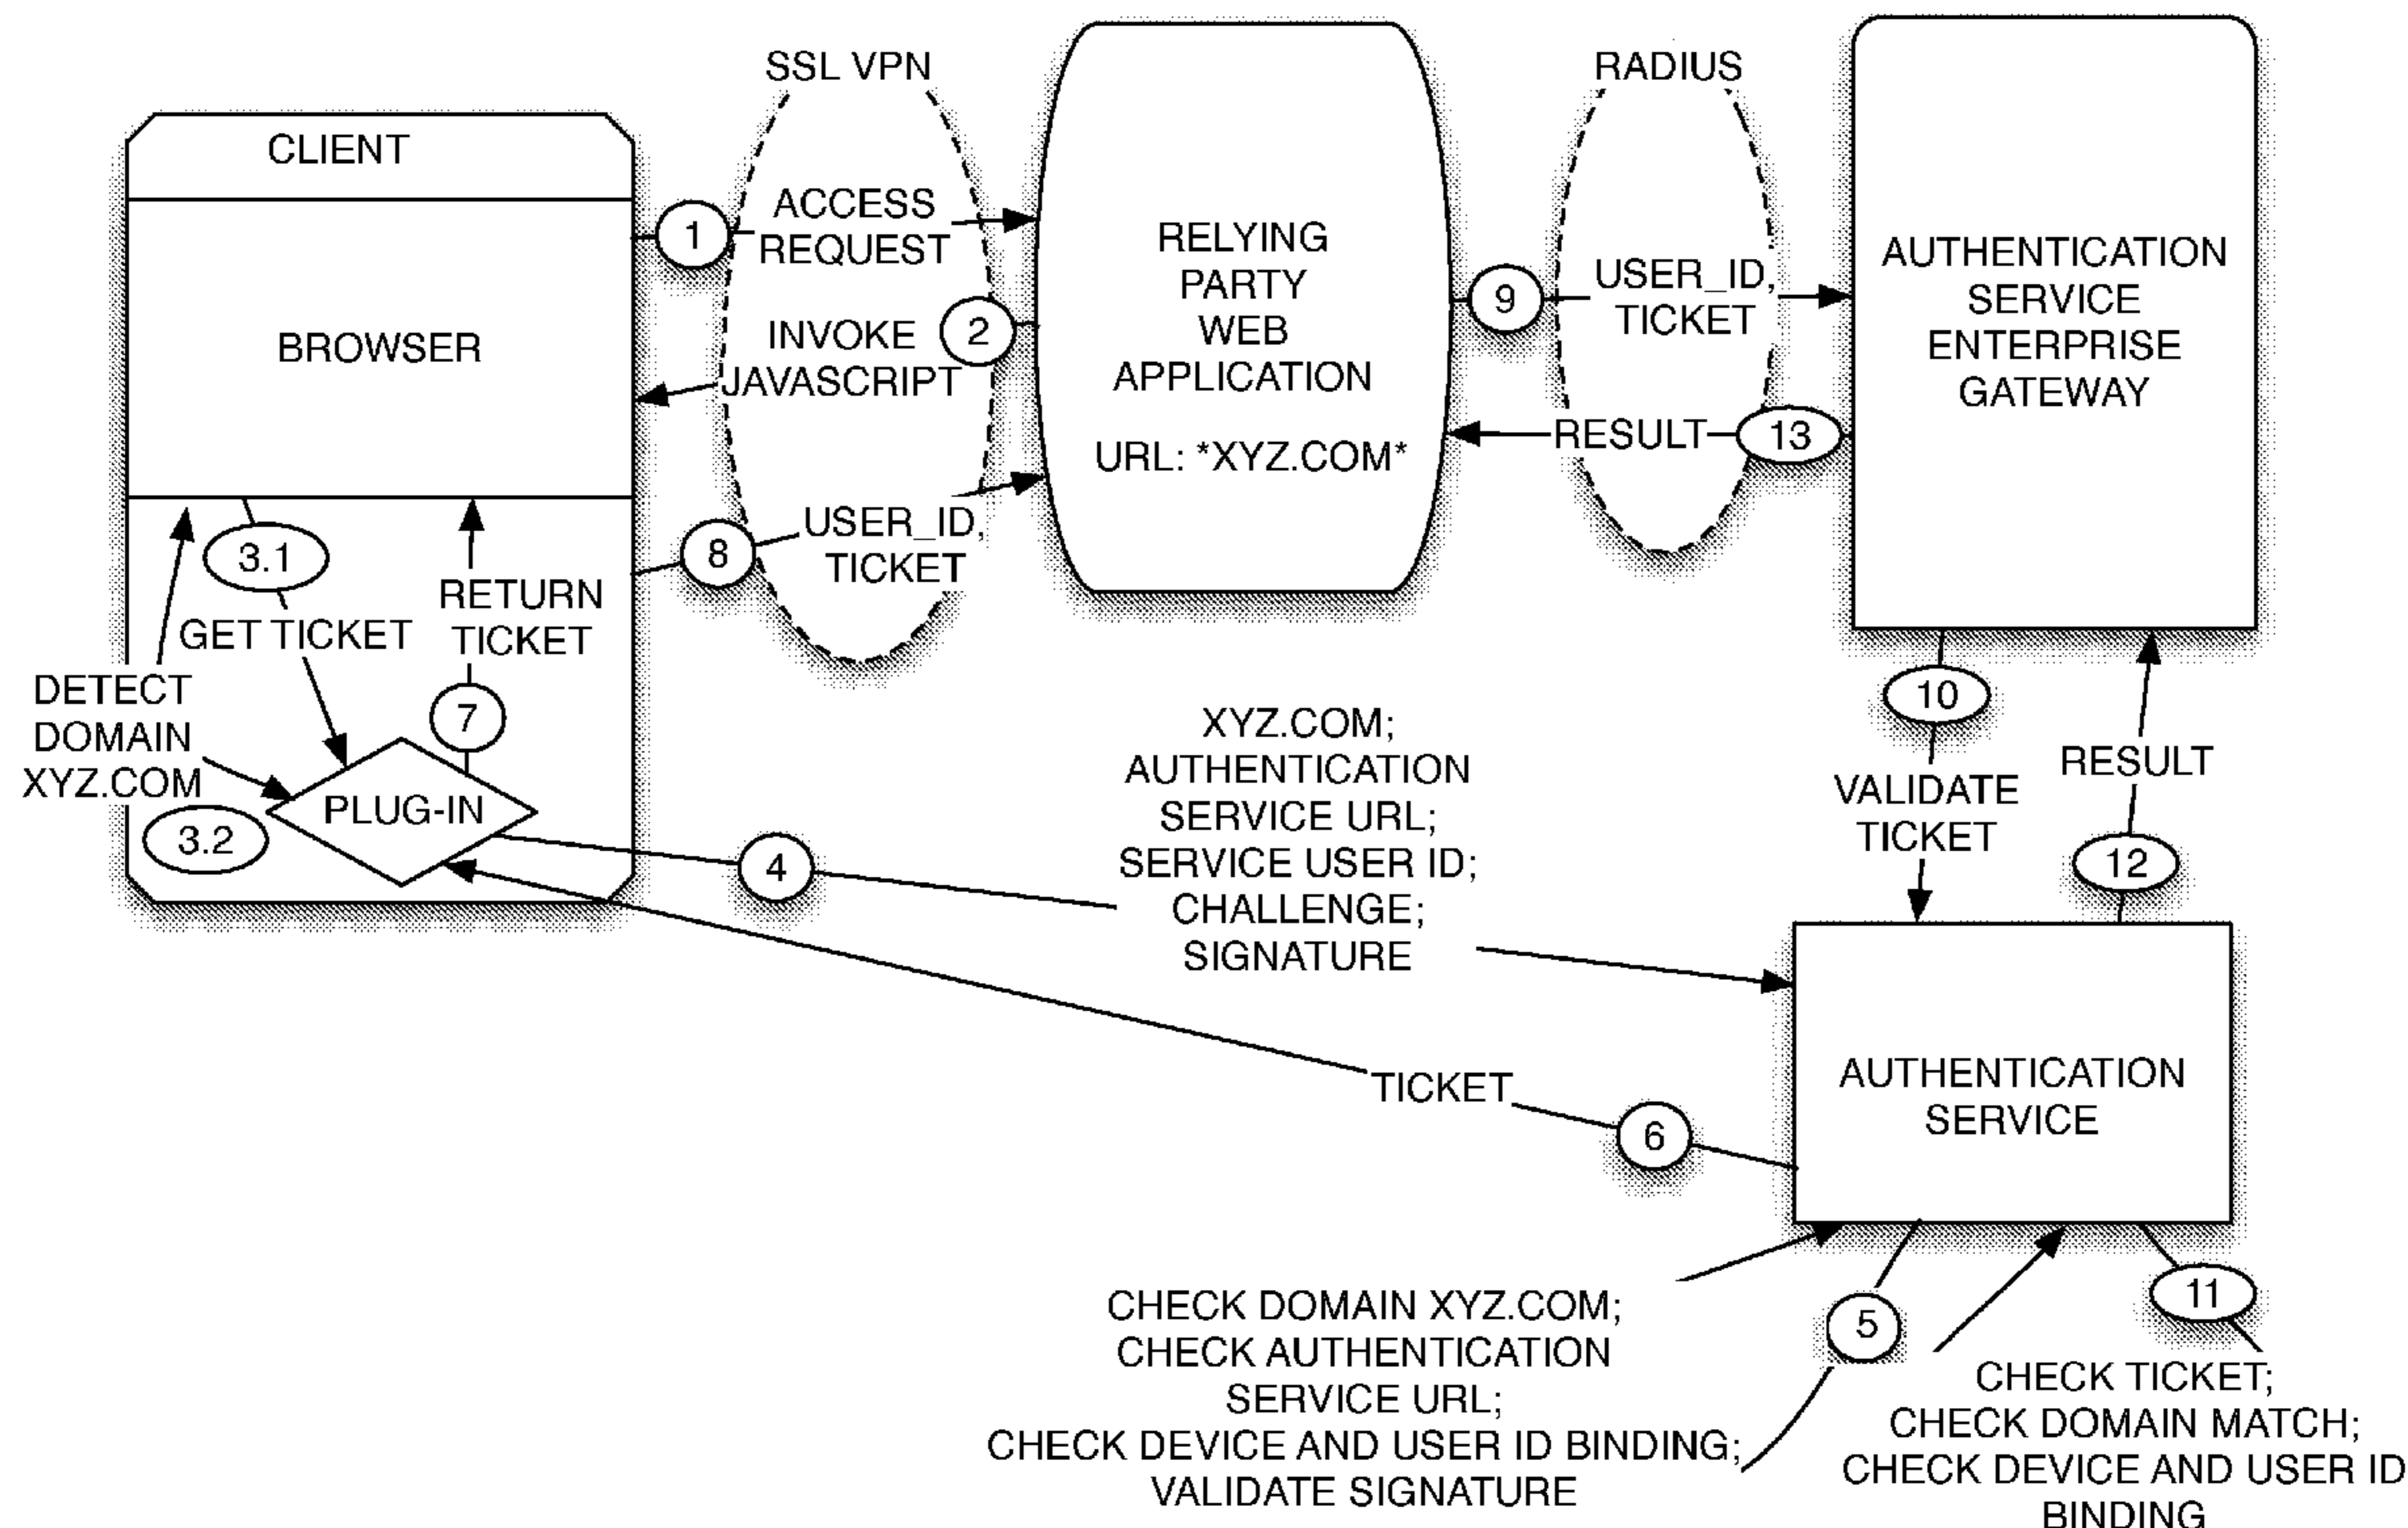 SSL VPN
RADIUS
CLIENT
BROWSER
1
ACCESS
REQUEST
2
INVOKE
JAVASCRIPT
8
USER_ID,
TICKET
RELYING
PARTY
WEB
APPLICATION
URL: *XYZ.COM*
9
USER_ID,
TICKET
RESULT
13
AUTHENTICATION
SERVICE
ENTERPRISE
GATEWAY
3.1
GET TICKET
RETURN
TICKET
7
DETECT
DOMAIN
XYZ.COM
3.2
PLUG-IN
4
XYZ.COM;
AUTHENTICATION
SERVICE URL;
SERVICE USER ID;
CHALLENGE;
SIGNATURE
10
VALIDATE
TICKET
RESULT
12
TICKET
6
AUTHENTICATION
SERVICE
CHECK DOMAIN XYZ.COM;
CHECK AUTHENTICATION
SERVICE URL;
CHECK DEVICE AND USER ID BINDING;
VALIDATE SIGNATURE
5
11
CHECK TICKET;
CHECK DOMAIN MATCH;
CHECK DEVICE AND USER ID
BINDING